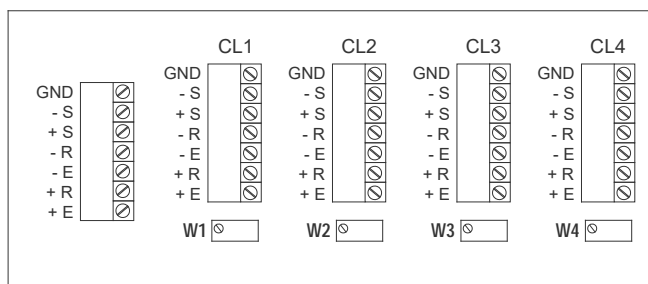 CL1 CL2 CL3 CL4
GND
- S
+ S
- R
- E
+ R
+ E
GND
- S
+ S
- R
- E
+ R
+ E
W1
GND
- S
+ S
- R
- E
+ R
+ E
W2
GND
- S
+ S
- R
- E
+ R
+ E
W3
GND
- S
+ S
- R
- E
+ R
+ E
W4